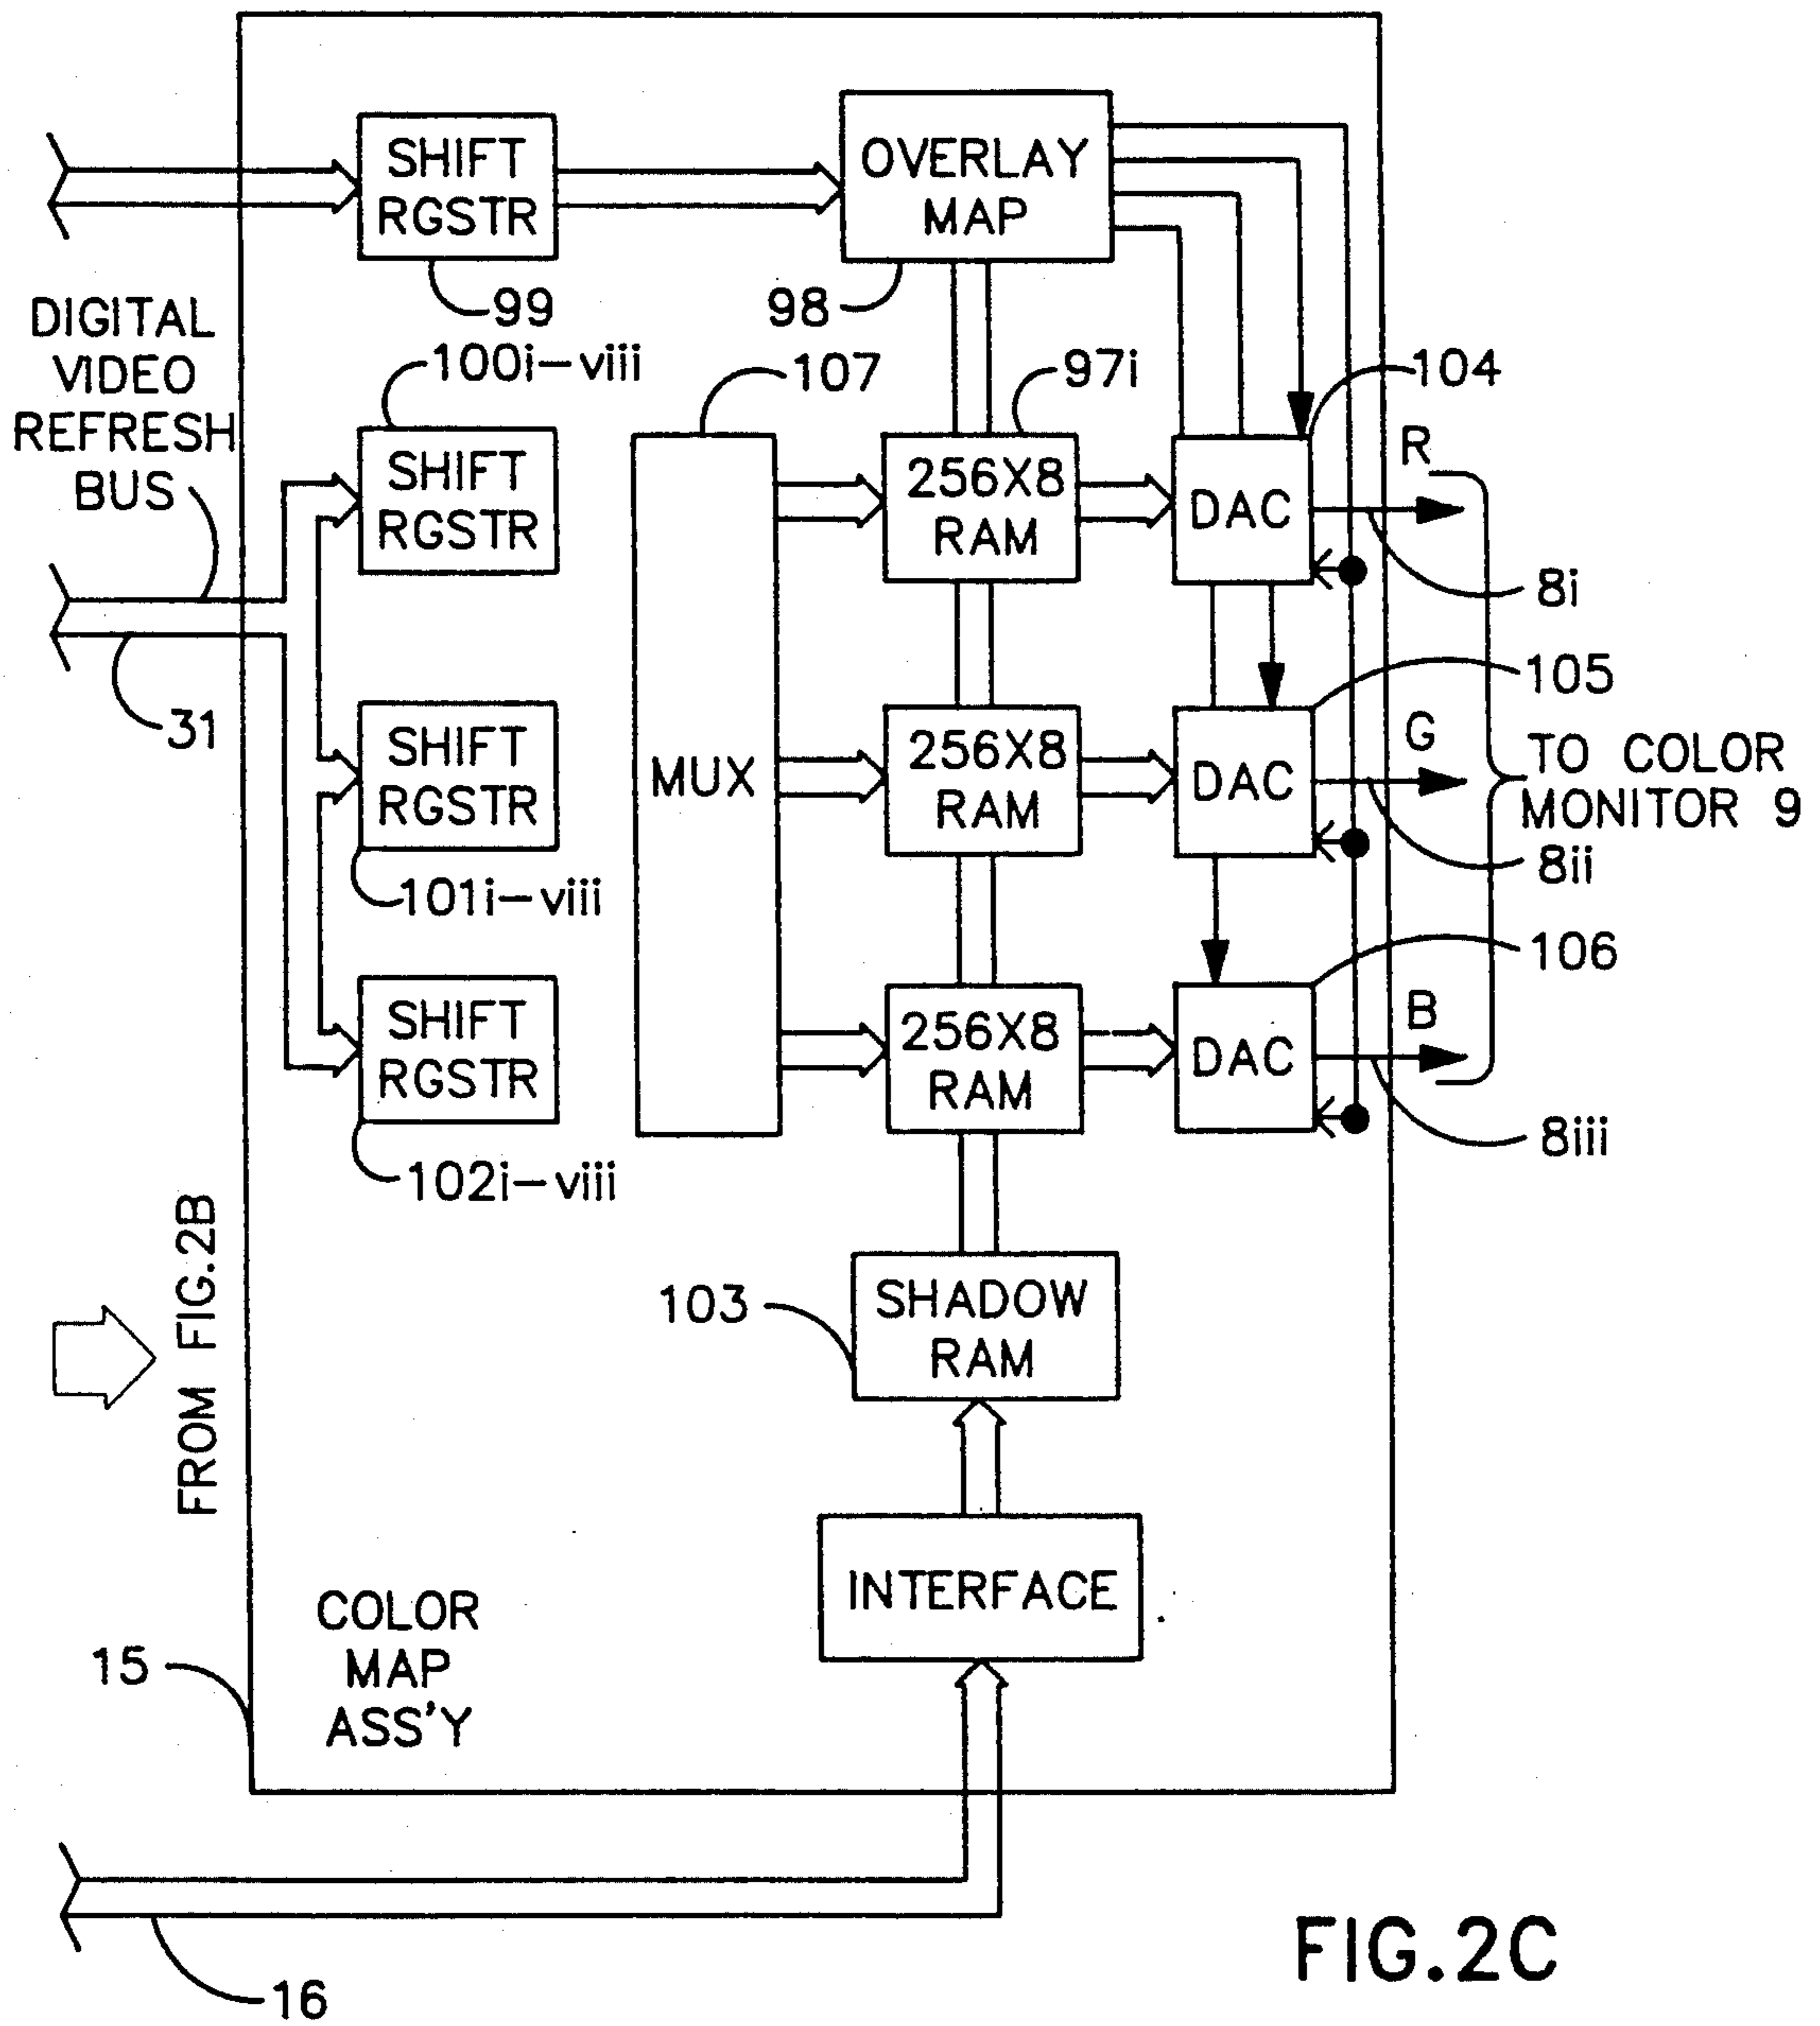 SHIFT
RGSTR
99
OVERLAY
MAP
98
DIGITAL
VIDEO
REFRESH
BUS
31
100i-viii
SHIFT
RGSTR
SHIFT
RGSTR
101i-viii
SHIFT
RGSTR
102i-viii
107
MUX
97i
256X8
RAM
256X8
RAM
256X8
RAM
104
DAC
R
8i
105
DAC
G
8ii
106
DAC
B
8iii
TO COLOR
MONITOR 9
FROM FIG.2B
103
SHADOW
RAM
INTERFACE
COLOR
MAP
ASS'Y
15
16
FIG.2C